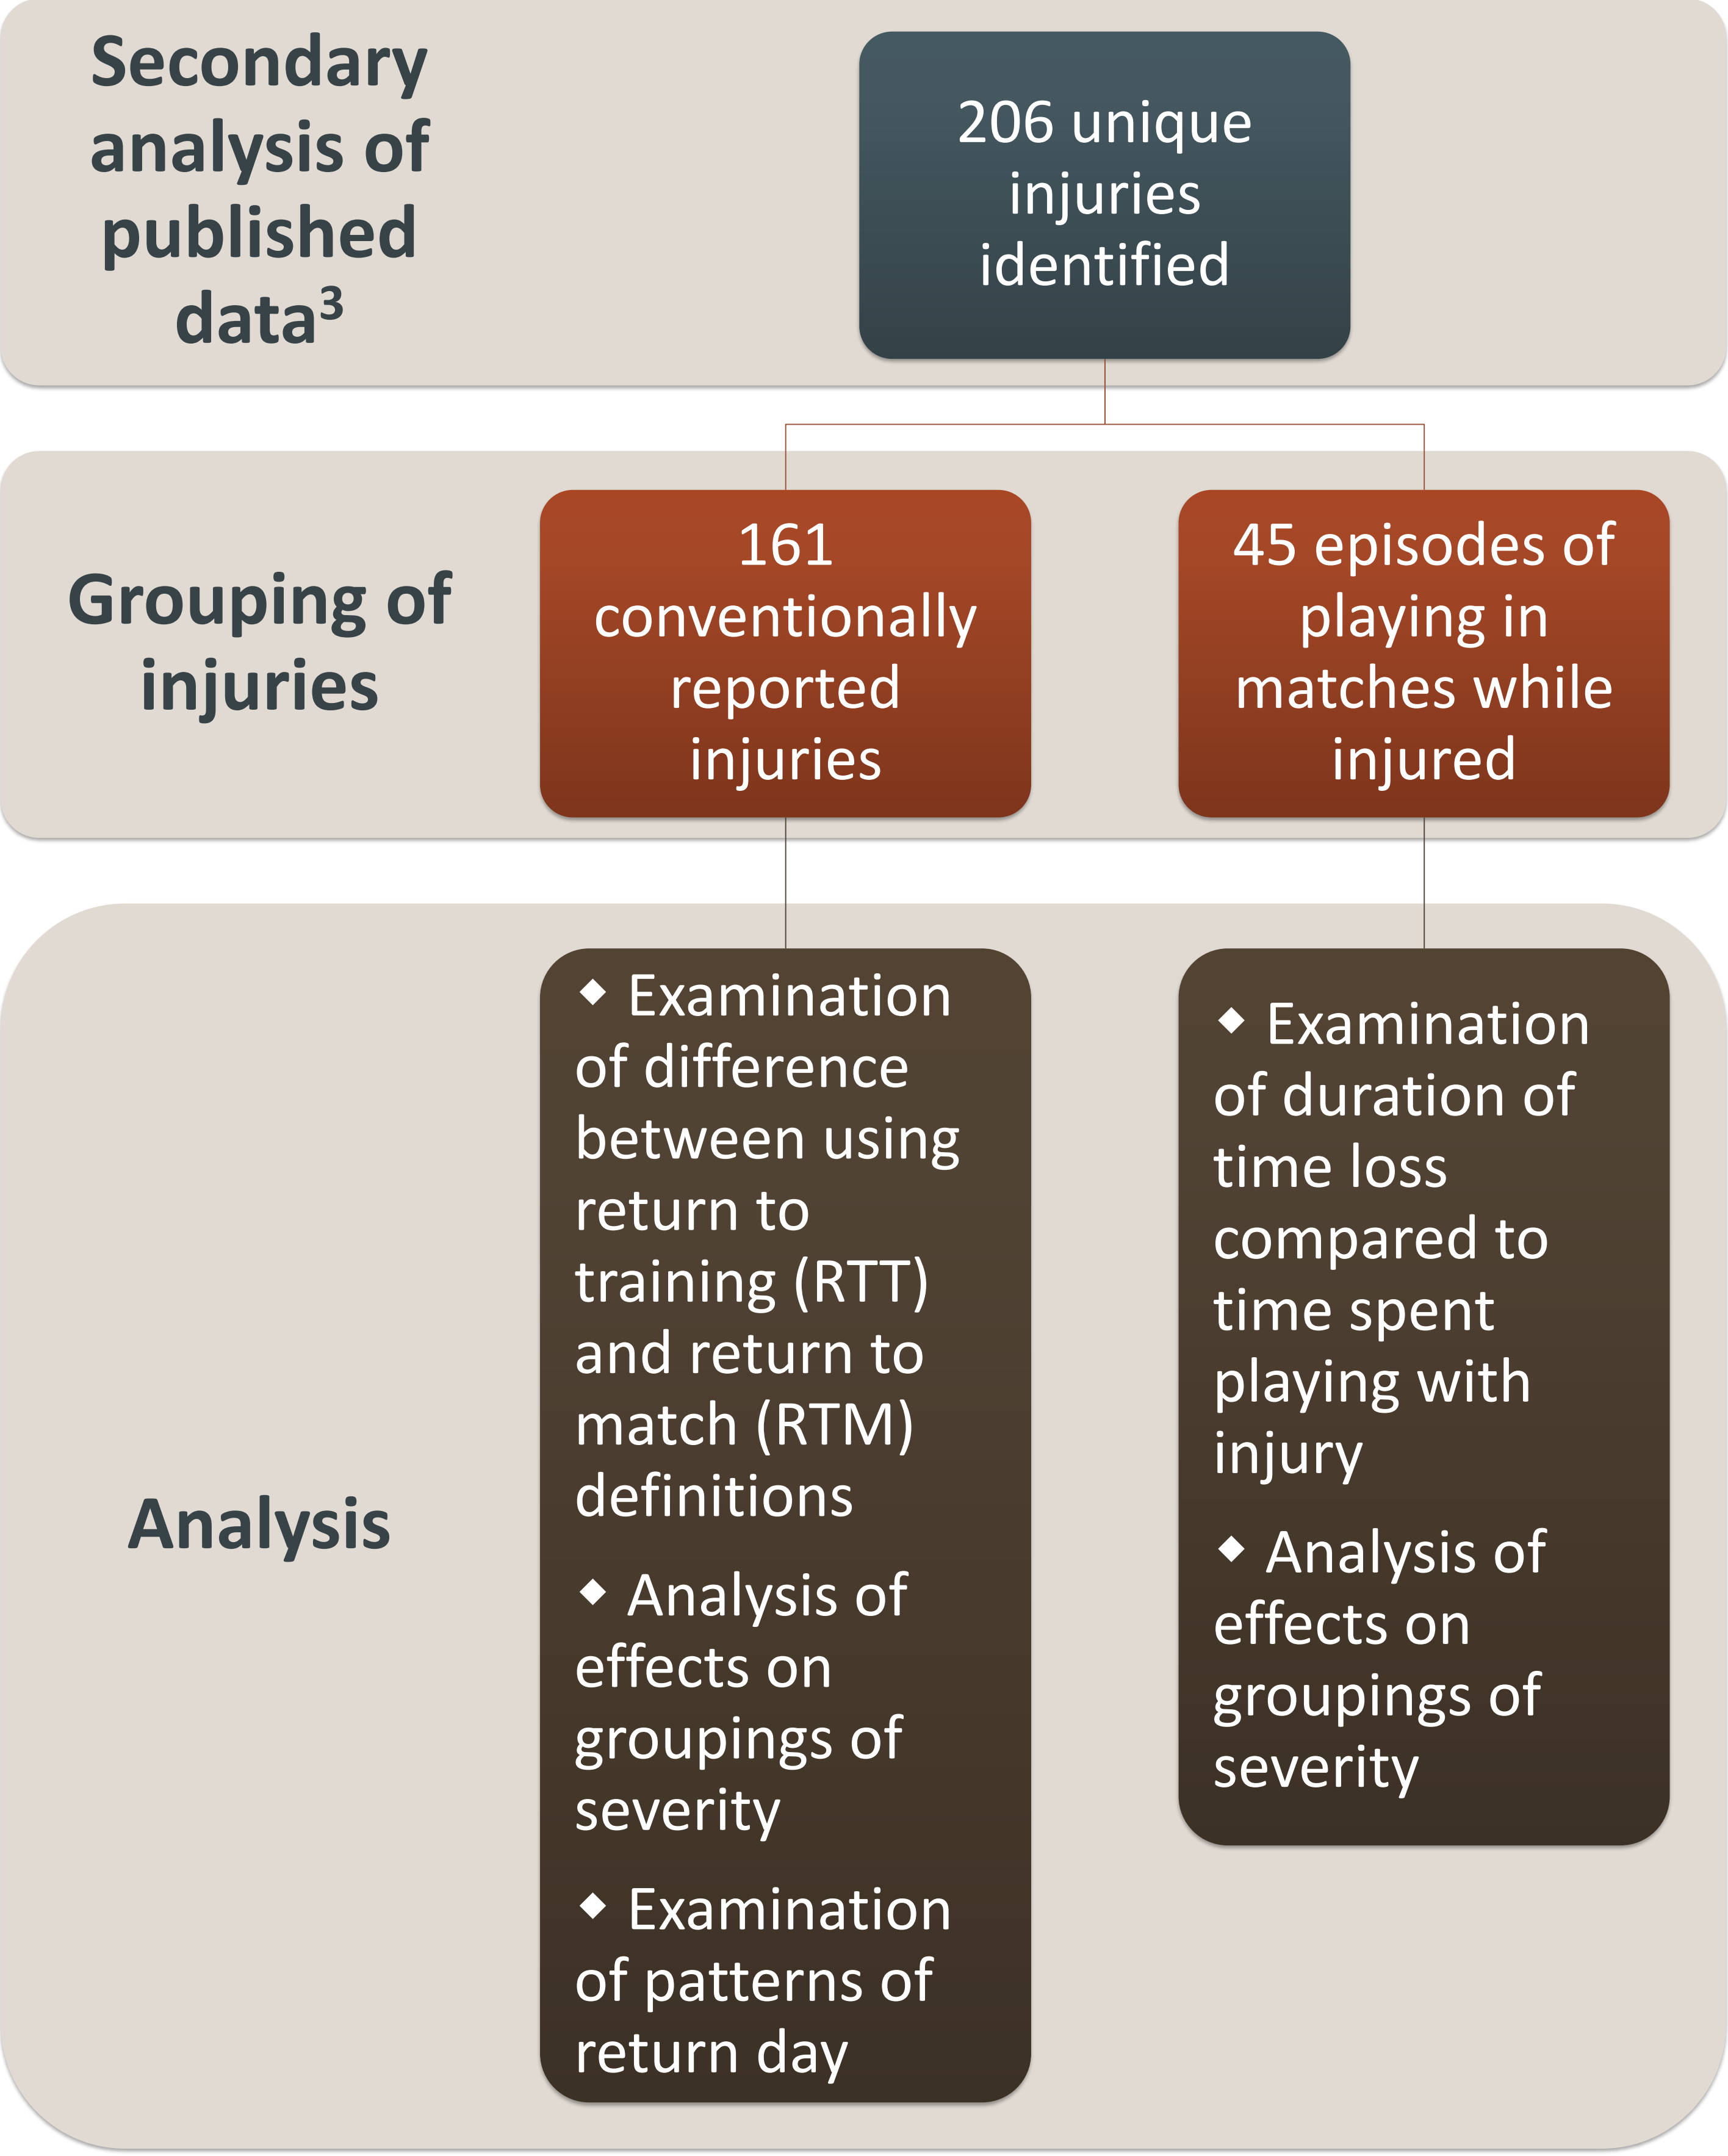 Secondary
analysis of
published
data³
206 unique
injuries
identified
Grouping of
injuries
161
conventionally
reported
injuries
45 episodes of
playing in
matches while
injured
Analysis
◆ Examination
of difference
between using
return to
training (RTT)
and return to
match (RTM)
definitions
◆ Analysis of
effects on
groupings of
severity
◆ Examination
of patterns of
return day
◆ Examination
of duration of
time loss
compared to
time spent
playing with
injury
◆ Analysis of
effects on
groupings of
severity